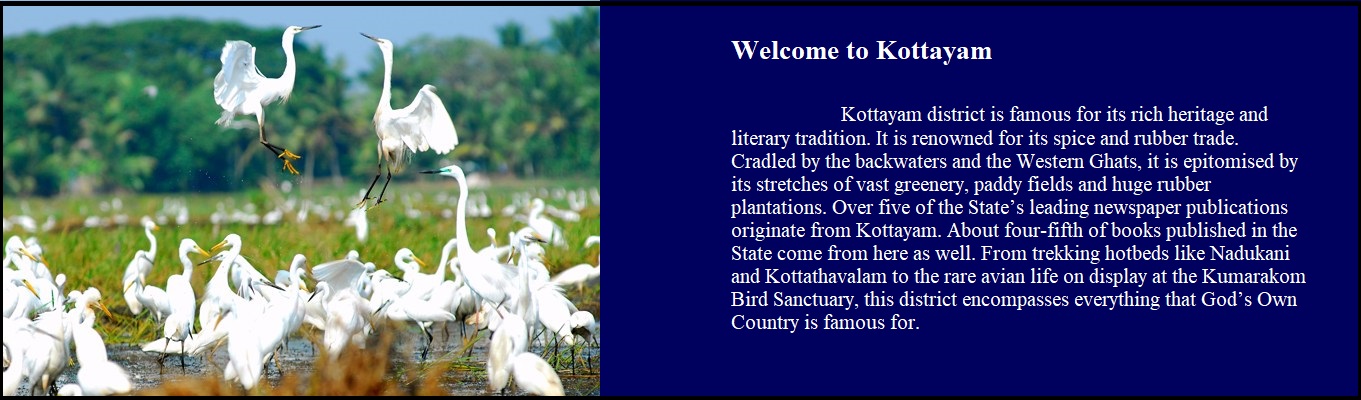 Welcome to Kottayam
Kottayam district is famous for its rich heritage and
literary tradition. It is renowned for its spice and rubber trade.
Cradled by the backwaters and the Western Ghats, it is epitomised by
its stretches of vast greenery, paddy fields and huge rubber
plantations. Over five of the State’s leading newspaper publications
originate from Kottayam. About four-fifth of books published in the
State come from here as well. From trekking hotbeds like Nadukani
and Kottathavalam to the rare avian life on display at the Kumarakom
Bird Sanctuary, this district encompasses everything that God’s Own
Country is famous for.